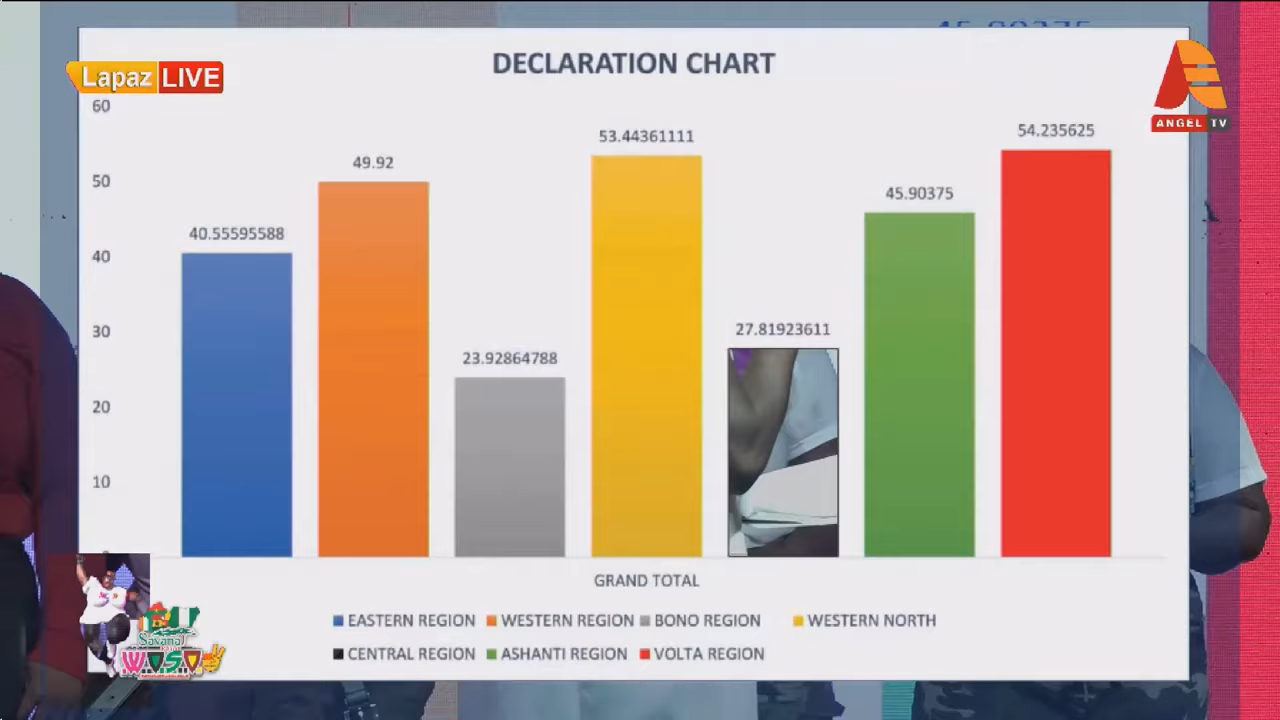 DECLARATION CHART
Lapaz LIVE
ANGEL TV
60
50
40
30
20
10
40.55595588
49.92
23.92864788
53.44361111
27.81923611
45.90375
54.235625
GRAND TOTAL
EASTERN REGION WESTERN REGION BONO REGION WESTERN NORTH
CENTRAL REGION ASHANTI REGION VOLTA REGION
Savana